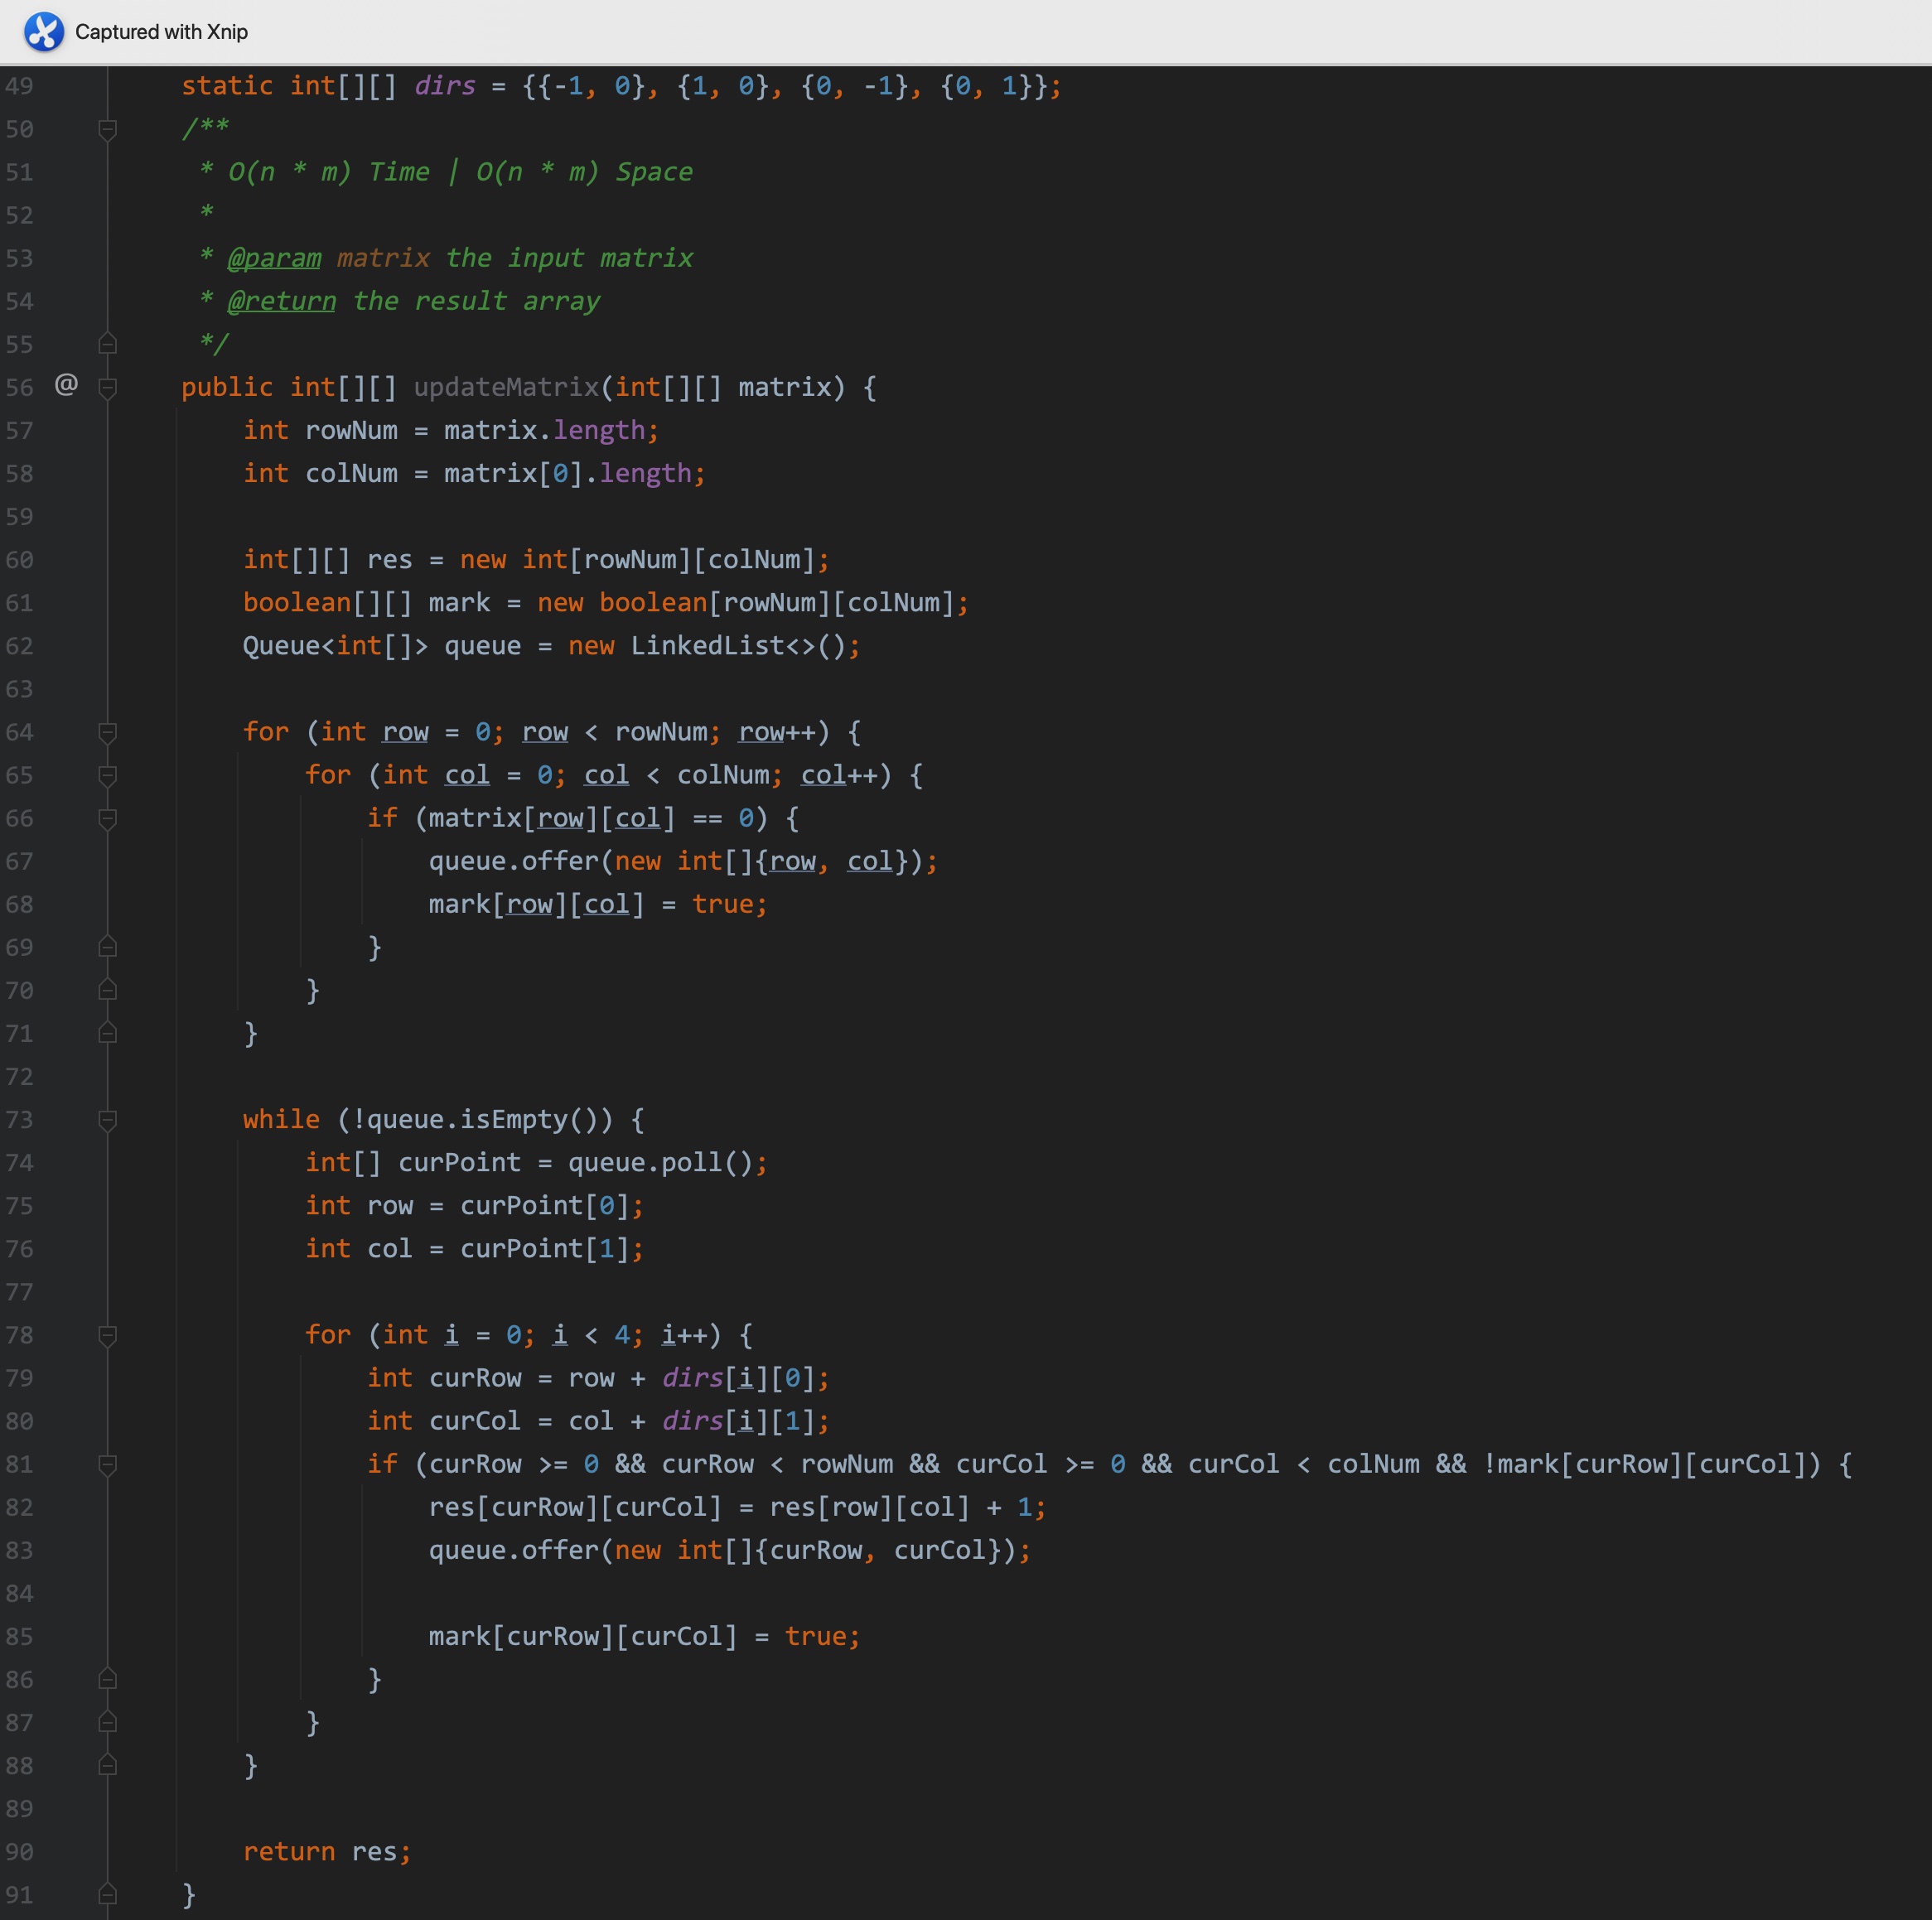 Captured with Xnip
49 static int[][] dirs = {{-1, 0}, {1, 0}, {0, -1}, {0, 1}};
50 /**
51 * O(n * m) Time | O(n * m) Space
52 *
53 * @param matrix the input matrix
54 * @return the result array
55 */
56 @ public int[][] updateMatrix(int[][] matrix) {
57 int rowNum = matrix.length;
58 int colNum = matrix[0].length;
59
60 int[][] res = new int[rowNum][colNum];
61 boolean[][] mark = new boolean[rowNum][colNum];
62 Queue<int[]> queue = new LinkedList<>();
63
64 for (int row = 0; row < rowNum; row++) {
65 for (int col = 0; col < colNum; col++) {
66 if (matrix[row][col] == 0) {
67 queue.offer(new int[]{row, col});
68 mark[row][col] = true;
69 }
70 }
71 }
72
73 while (!queue.isEmpty()) {
74 int[] curPoint = queue.poll();
75 int row = curPoint[0];
76 int col = curPoint[1];
77
78 for (int i = 0; i < 4; i++) {
79 int curRow = row + dirs[i][0];
80 int curCol = col + dirs[i][1];
81 if (curRow >= 0 && curRow < rowNum && curCol >= 0 && curCol < colNum && !mark[curRow][curCol]) {
82 res[curRow][curCol] = res[row][col] + 1;
83 queue.offer(new int[]{curRow, curCol});
84
85 mark[curRow][curCol] = true;
86 }
87 }
88 }
89
90 return res;
91 }